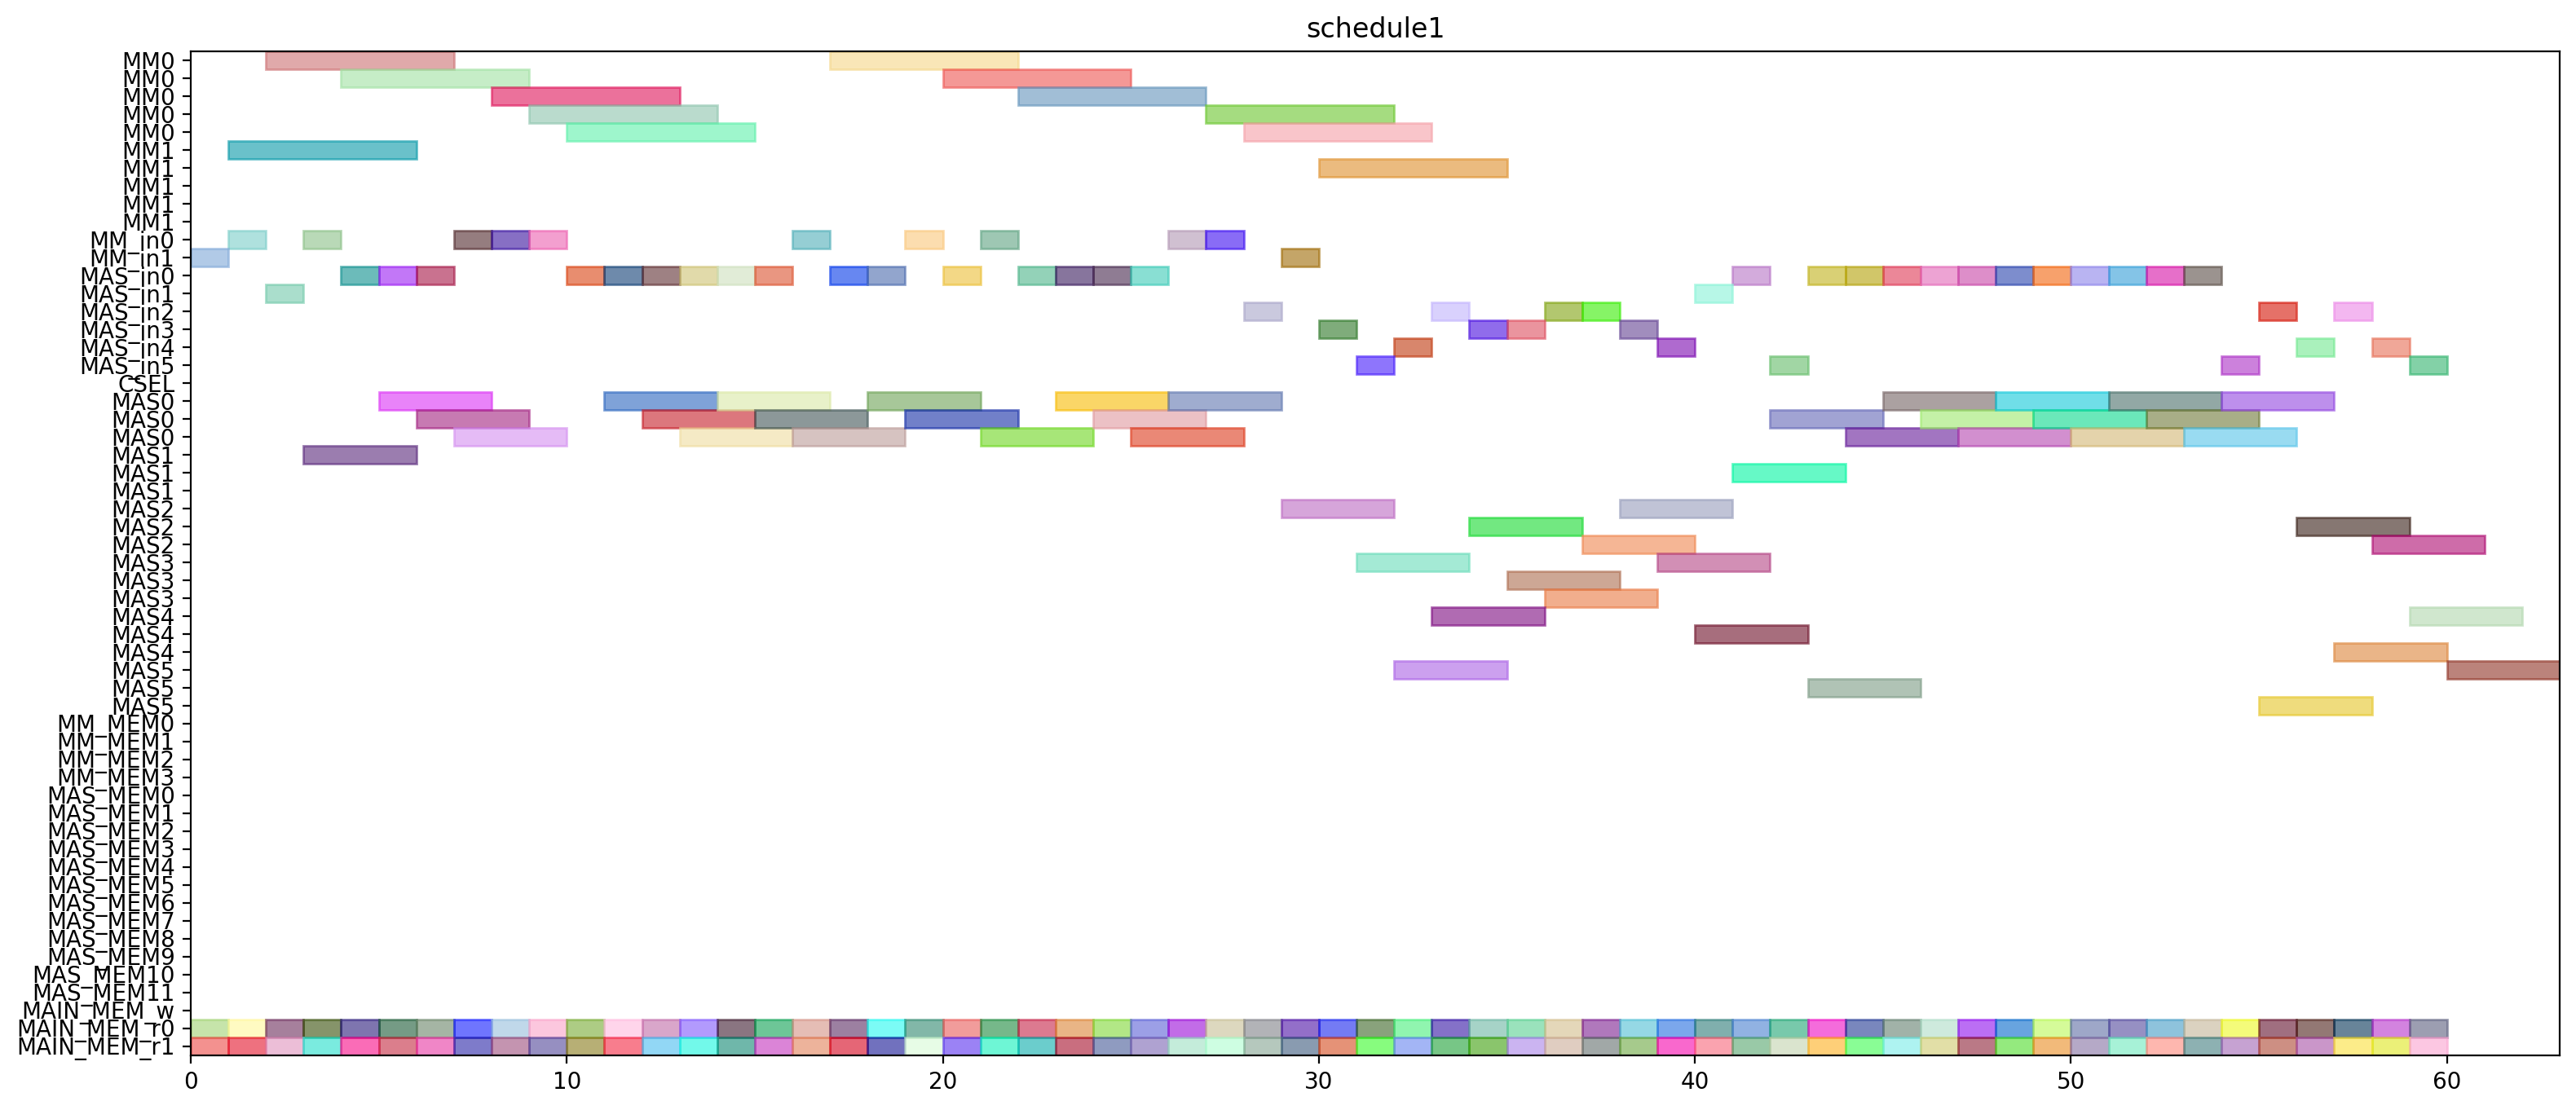 schedule1
MM0
MM0
MM0
MM0
MM0
MM1
MM1
MM1
MM1
MM1
MM_in0
MM_in1
MAS_in0
MAS_in1
MAS_in2
MAS_in3
MAS_in4
MAS_in5
CSEL
MAS0
MAS0
MAS0
MAS1
MAS1
MAS1
MAS2
MAS2
MAS2
MAS3
MAS3
MAS3
MAS4
MAS4
MAS4
MAS5
MAS5
MAS5
MM_MEM0
MM_MEM1
MM_MEM2
MM_MEM3
MAS_MEM0
MAS_MEM1
MAS_MEM2
MAS_MEM3
MAS_MEM4
MAS_MEM5
MAS_MEM6
MAS_MEM7
MAS_MEM8
MAS_MEM9
MAS_MEM10
MAS_MEM11
MAIN_MEM_w
MAIN_MEM_r0
MAIN_MEM_r1
0 10 20 30 40 50 60